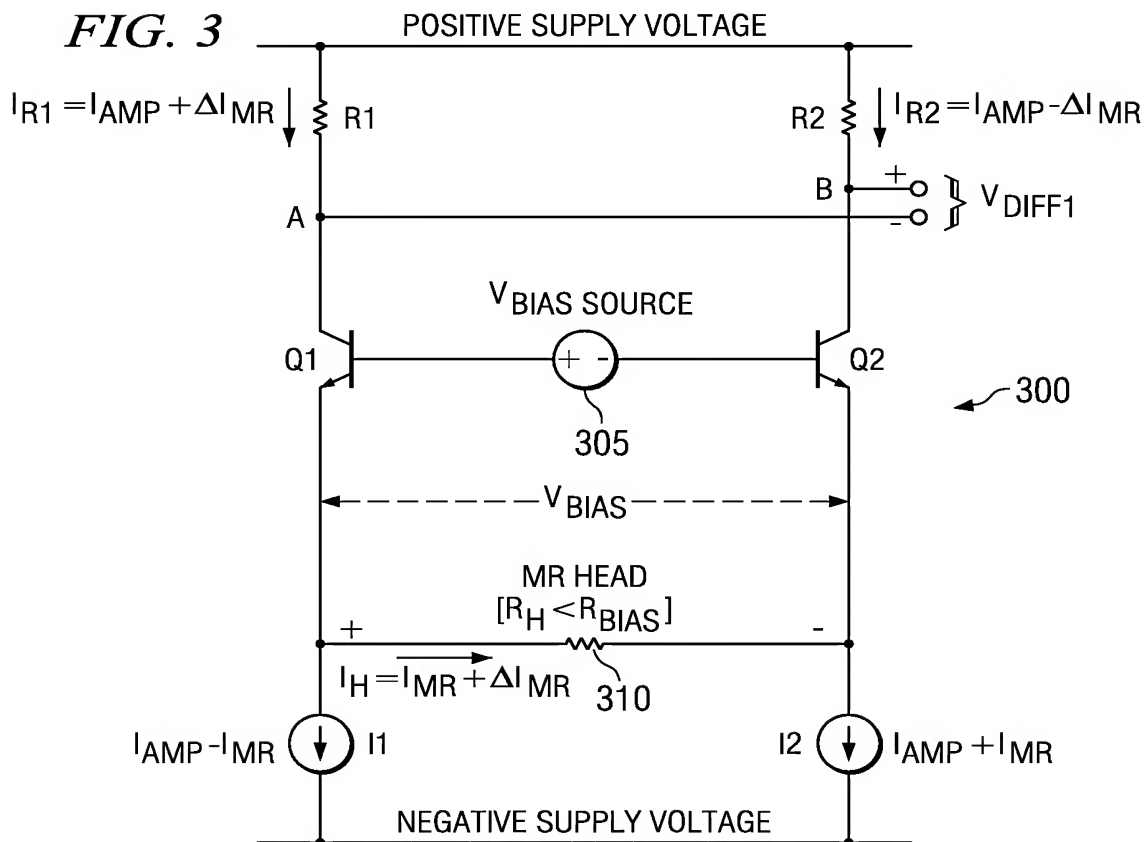 FIG. 3
POSITIVE SUPPLY VOLTAGE
I_R1 = I_AMP + ΔI_MR
R1
R2
I_R2 = I_AMP - ΔI_MR
A
B
+
-
V_DIFF1
V_BIAS SOURCE
Q1
+ -
Q2
305
300
V_BIAS
MR HEAD
[R_H < R_BIAS]
+
-
I_H = I_MR + ΔI_MR
310
I_AMP - I_MR
I1
I2
I_AMP + I_MR
NEGATIVE SUPPLY VOLTAGE